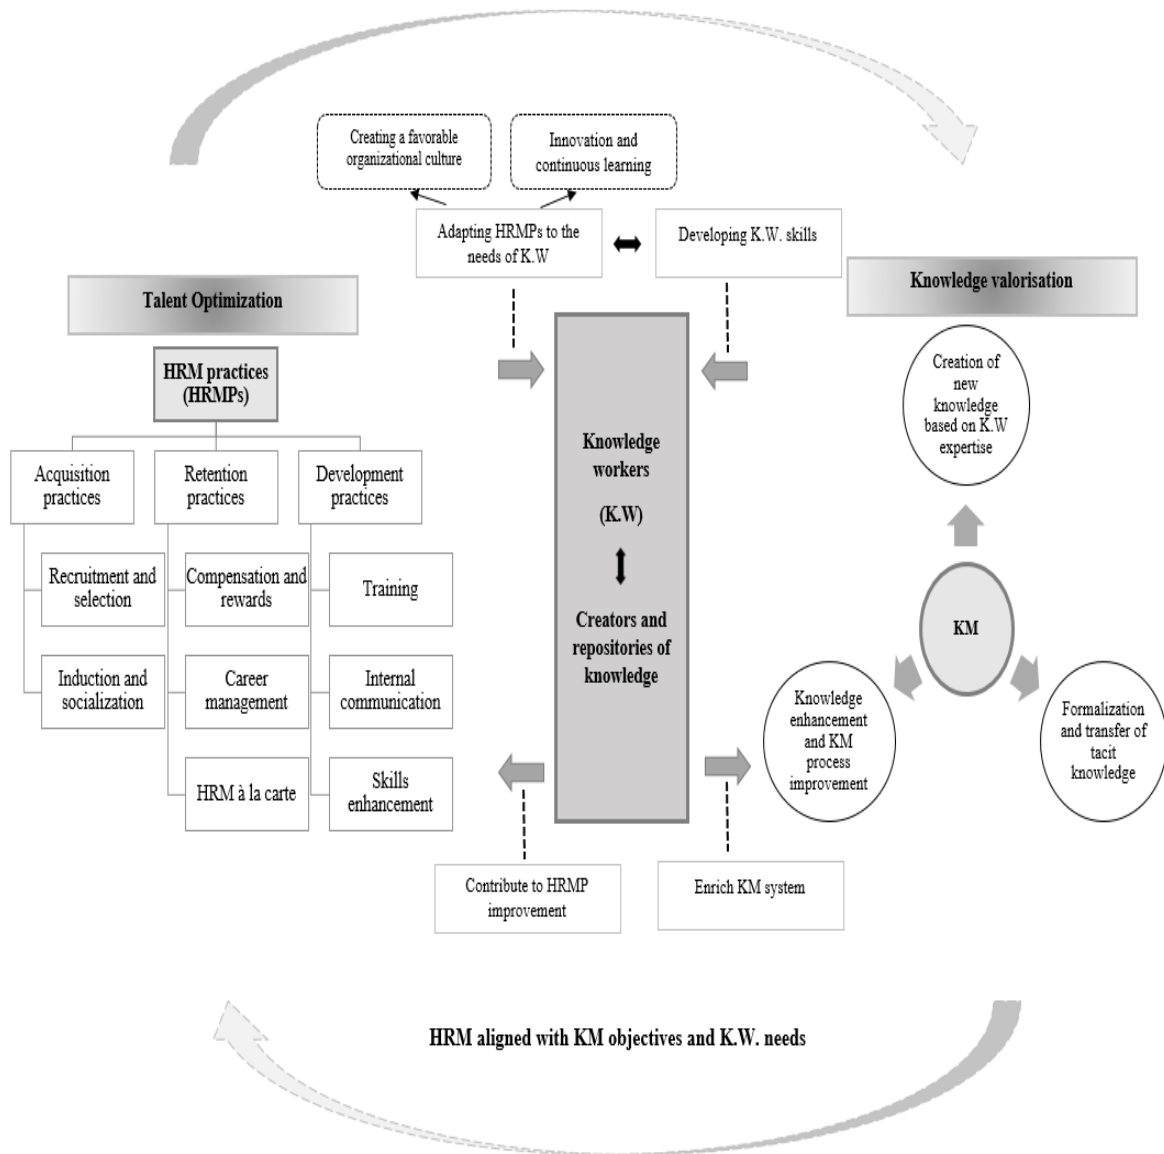 Creating a favorable
organizational culture
Innovation and
continuous learning
Adapting HRMPs to the
needs of K.W
Developing K.W. skills
Talent Optimization
Knowledge valorisation
HRM practices
(HRMPs)
Acquisition
practices
Retention
practices
Development
practices
Recruitment and
selection
Compensation and
rewards
Training
Induction and
socialization
Career
management
Internal
communication
HRM à la carte
Skills
enhancement
Knowledge
workers
(K.W)
Creators and
repositories of
knowledge
Creation of
new
knowledge
based on K.W
expertise
KM
Knowledge
enhancement
and KM
process
improvement
Formalization
and transfer of
tacit
knowledge
Contribute to HRMP
improvement
Enrich KM system
HRM aligned with KM objectives and K.W. needs